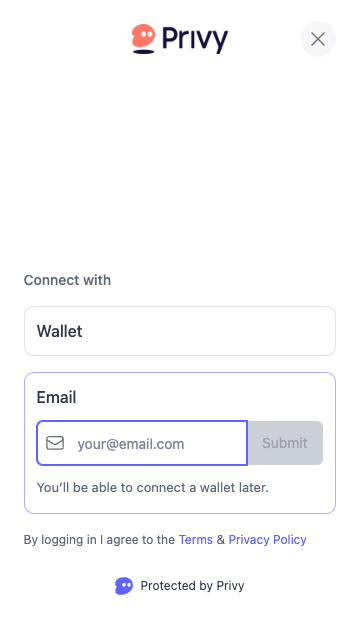 Privy
Connect with
Wallet
Email
your@email.com
Submit
You’ll be able to connect a wallet later.
By logging in I agree to the Terms & Privacy Policy
Protected by Privy